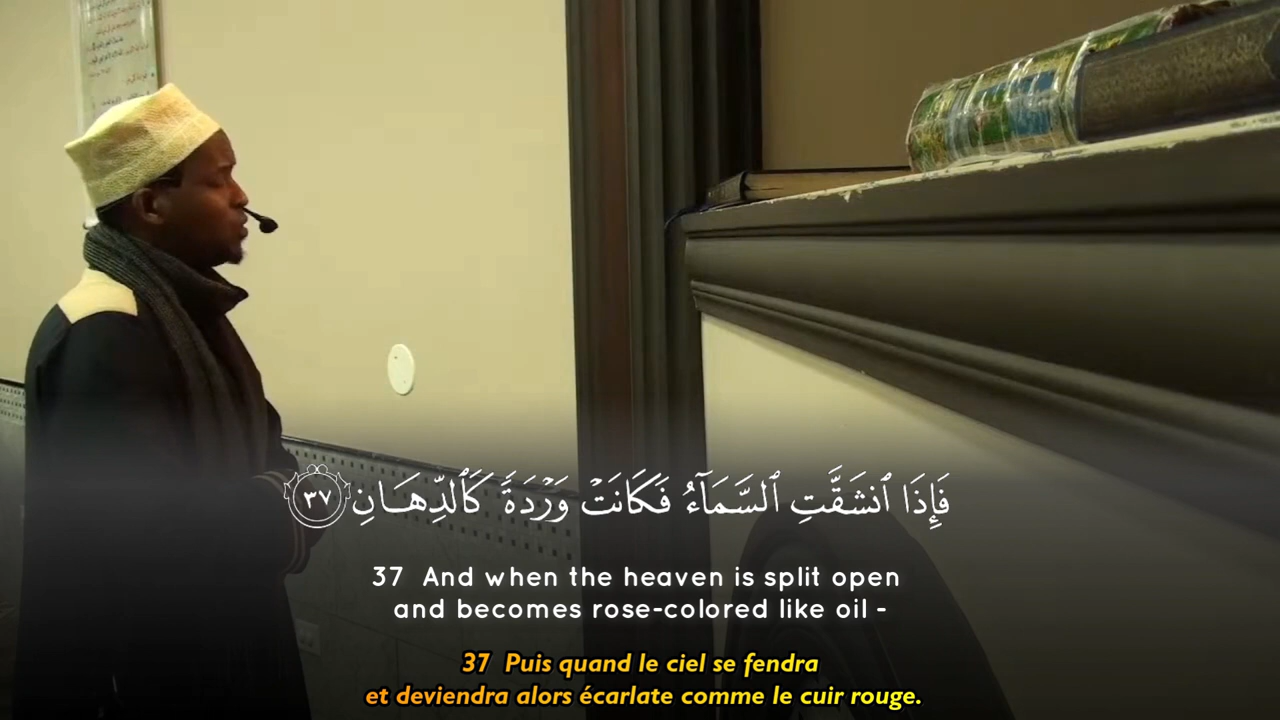 فَإِذَا ٱنشَقَّتِ ٱلسَّمَآءُ فَكَانَتْ وَرْدَةً كَٱلدِّهَـانِ ٣٧
37 And when the heaven is split open
and becomes rose-colored like oil -
37 Puis quand le ciel se fendra
et deviendra alors écarlate comme le cuir rouge.